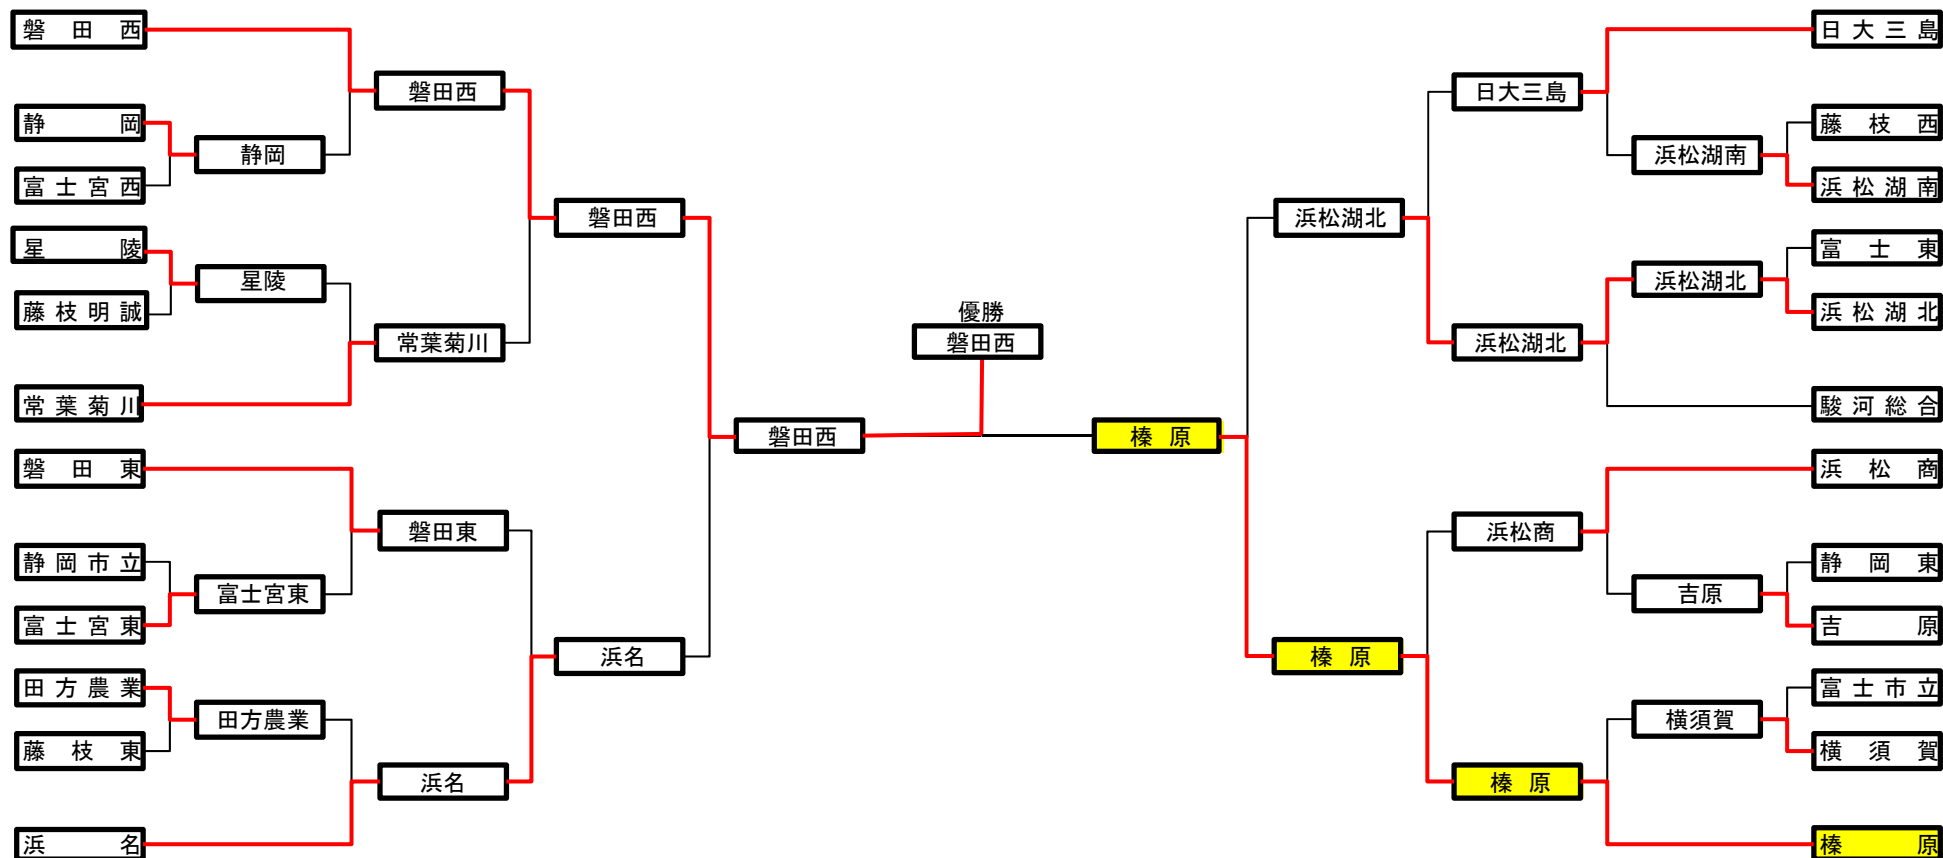 磐田西
静岡
富士宮西
星陵
藤枝明誠
常葉菊川
磐田東
静岡市立
富士宮東
田方農業
藤枝東
浜名
静岡
星陵
富士宮東
田方農業
磐田西
常葉菊川
磐田東
浜名
磐田西
浜名
磐田西
優勝
磐田西
榛原
浜松湖北
榛原
日大三島
浜松湖北
浜松商
榛原
浜松湖南
浜松湖北
吉原
横須賀
日大三島
藤枝西
浜松湖南
富士東
浜松湖北
駿河総合
浜松商
静岡東
吉原
富士市立
横須賀
榛原